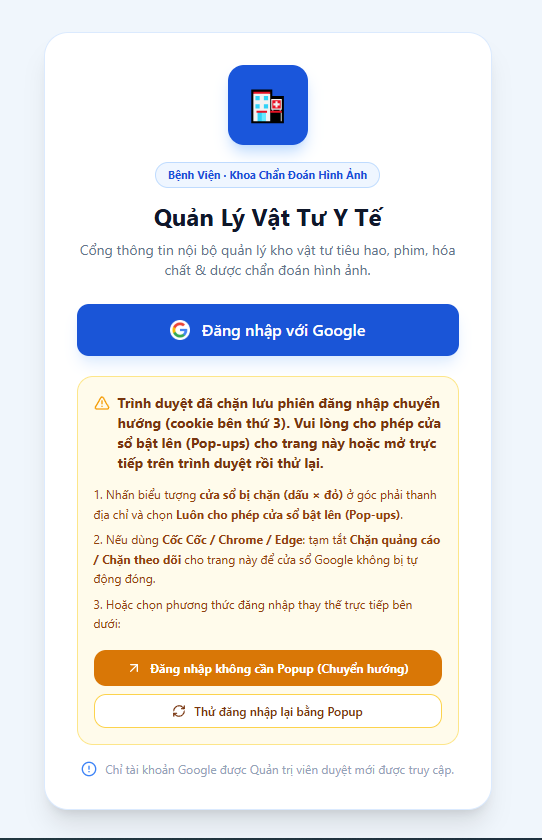 Bệnh Viện · Khoa Chẩn Đoán Hình Ảnh
Quản Lý Vật Tư Y Tế
Cổng thông tin nội bộ quản lý kho vật tư tiêu hao, phim, hóa
chất & dược chẩn đoán hình ảnh.
Đăng nhập với Google
Trình duyệt đã chặn lưu phiên đăng nhập chuyển
hướng (cookie bên thứ 3). Vui lòng cho phép cửa
sổ bật lên (Pop-ups) cho trang này hoặc mở trực
tiếp trên trình duyệt rồi thử lại.
1. Nhấn biểu tượng cửa sổ bị chặn (dấu × đỏ) ở góc phải thanh
địa chỉ và chọn Luôn cho phép cửa sổ bật lên (Pop-ups).
2. Nếu dùng Cốc Cốc / Chrome / Edge: tạm tắt Chặn quảng cáo
/ Chặn theo dõi cho trang này để cửa sổ Google không bị tự
động đóng.
3. Hoặc chọn phương thức đăng nhập thay thế trực tiếp bên
dưới:
Đăng nhập không cần Popup (Chuyển hướng)
Thử đăng nhập lại bằng Popup
Chỉ tài khoản Google được Quản trị viên duyệt mới được truy cập.